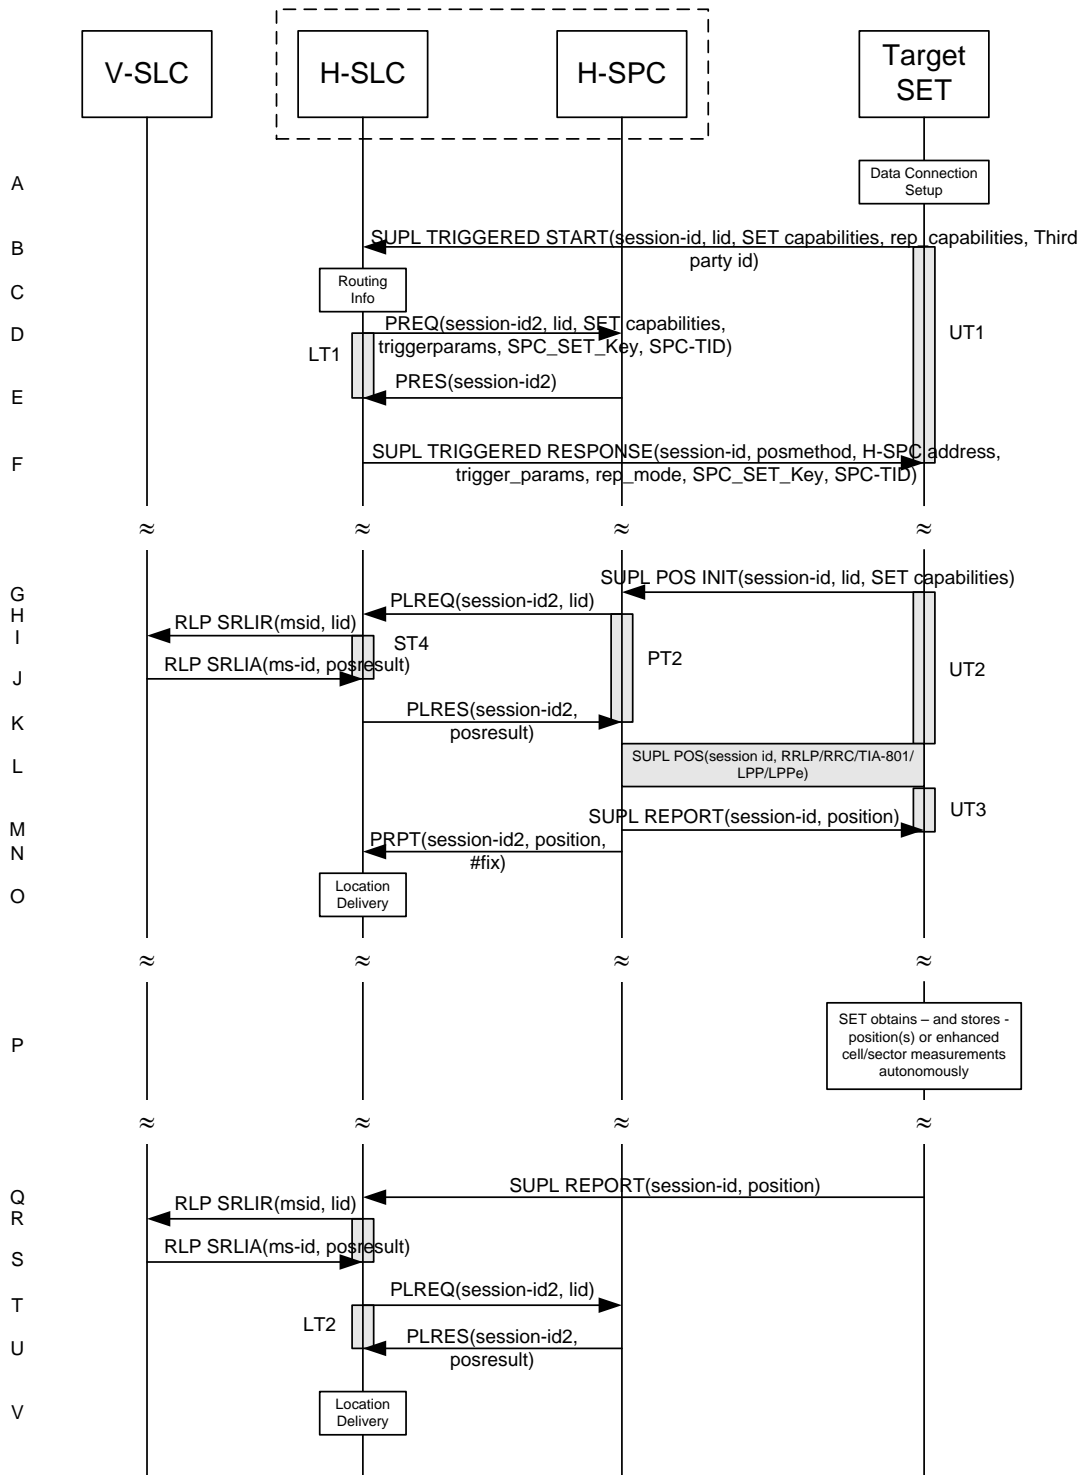 V-SLC
H-SLC
H-SPC
Target
SET
A
Data Connection
Setup
B
SUPL TRIGGERED START(session-id, lid, SET capabilities, rep_capabilities, Third
party id)
C
Routing
Info
D
PREQ(session-id2, lid, SET capabilities,
triggerparams, SPC_SET_Key, SPC-TID)
LT1
UT1
E
PRES(session-id2)
F
SUPL TRIGGERED RESPONSE(session-id, posmethod, H-SPC address,
trigger_params, rep_mode, SPC_SET_Key, SPC-TID)
≈ ≈ ≈ ≈
G
SUPL POS INIT(session-id, lid, SET capabilities)
H
PLREQ(session-id2, lid)
I
RLP SRLIR(msid, lid)
ST4
PT2
UT2
J
RLP SRLIA(ms-id, posresult)
K
PLRES(session-id2,
posresult)
L
SUPL POS(session id, RRLP/RRC/TIA-801/
LPP/LPPe)
M
SUPL REPORT(session-id, position)
UT3
N
PRPT(session-id2, position,
#fix)
O
Location
Delivery
≈ ≈ ≈ ≈
P
SET obtains – and stores -
position(s) or enhanced
cell/sector measurements
autonomously
≈ ≈ ≈ ≈
Q
SUPL REPORT(session-id, position)
R
RLP SRLIR(msid, lid)
S
RLP SRLIA(ms-id, posresult)
T
PLREQ(session-id2, lid)
LT2
U
PLRES(session-id2,
posresult)
V
Location
Delivery